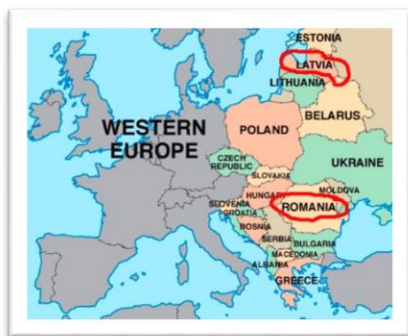 ESTONIA
LATVIA
LITHUANIA
BELARUS
WESTERN
EUROPE
POLAND
CZECH
REPUBLIC
UKRAINE
SLOVAKIA
MOLDOVA
HUNGARY
SLOVENIA
CROATIA
ROMANIA
BOSNIA
SERBIA
BULGARIA
MACEDONIA
ALBANIA
GREECE